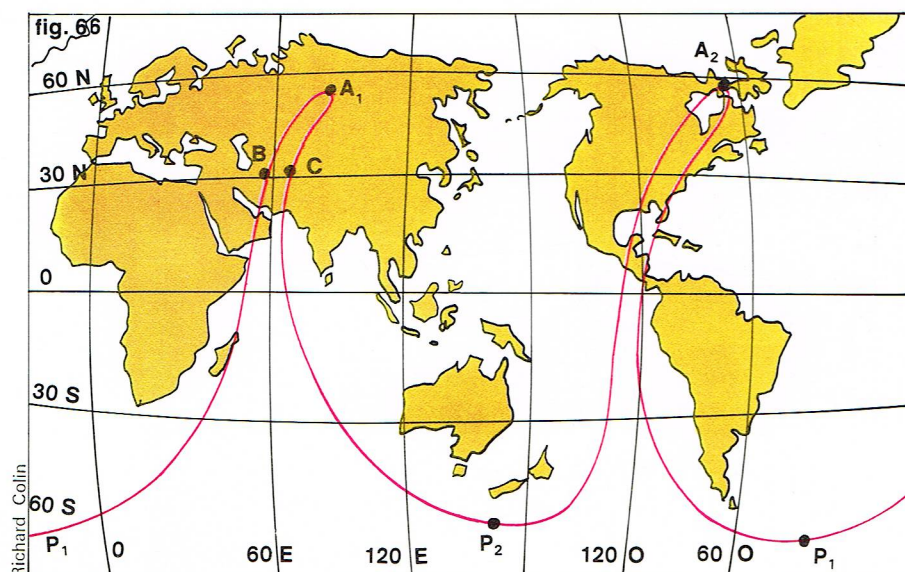 fig. 66
A2
60 N
A1
B
C
30 N
0
30 S
60 S
P1
0
60 E
120 E
P2
120 O
60 O
P1
Richard Colin